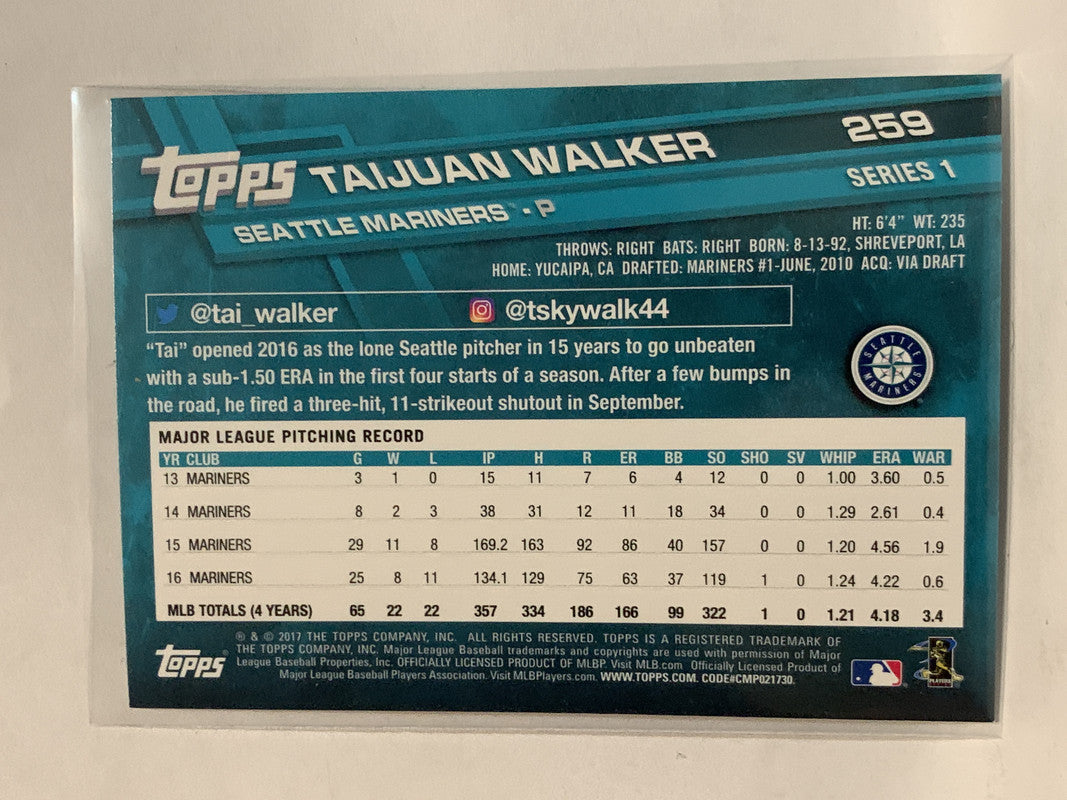 Topps TAIJUAN WALKER 259
SEATTLE MARINERS™ - P SERIES 1
HT: 6'4" WT: 235
THROWS: RIGHT BATS: RIGHT BORN: 8-13-92, SHREVEPORT, LA
HOME: YUCAIPA, CA DRAFTED: MARINERS #1-JUNE, 2010 ACQ: VIA DRAFT
@tai_walker @tskywalk44
"Tai" opened 2016 as the lone Seattle pitcher in 15 years to go unbeaten
with a sub-1.50 ERA in the first four starts of a season. After a few bumps in
the road, he fired a three-hit, 11-strikeout shutout in September.
SEATTLE MARINERS
MAJOR LEAGUE PITCHING RECORD
YR CLUB G W L IP H R ER BB SO SHO SV WHIP ERA WAR
13 MARINERS 3 1 0 15 11 7 6 4 12 0 0 1.00 3.60 0.5
14 MARINERS 8 2 3 38 31 12 11 18 34 0 0 1.29 2.61 0.4
15 MARINERS 29 11 8 169.2 163 92 86 40 157 0 0 1.20 4.56 1.9
16 MARINERS 25 8 11 134.1 129 75 63 37 119 1 0 1.24 4.22 0.6
MLB TOTALS (4 YEARS) 65 22 22 357 334 186 166 99 322 1 0 1.21 4.18 3.4
® & © 2017 THE TOPPS COMPANY, INC. ALL RIGHTS RESERVED. TOPPS IS A REGISTERED TRADEMARK OF
THE TOPPS COMPANY, INC. Major League Baseball trademarks and copyrights are used with permission of Major
League Baseball Properties, Inc. OFFICIALLY LICENSED PRODUCT OF MLBP. Visit MLB.com Officially Licensed Product of
Major League Baseball Players Association. Visit MLBPlayers.com. WWW.TOPPS.COM. CODE#CMP021730.
Topps
PLAYERS